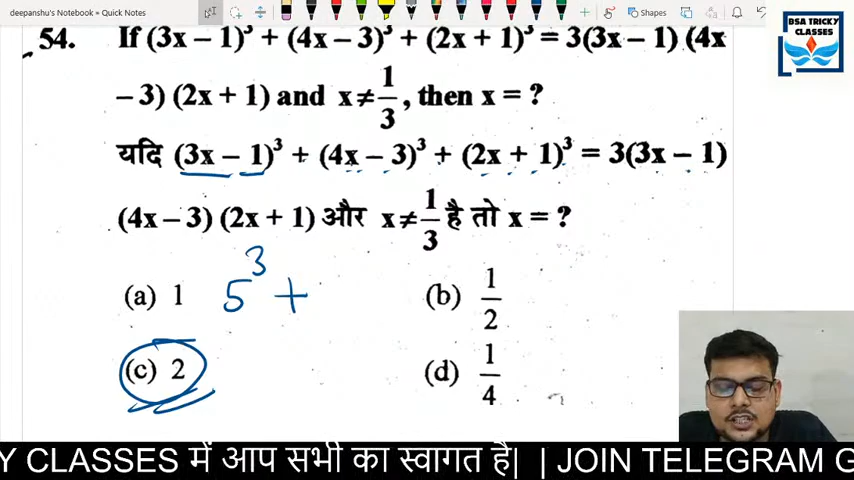 deepanshu's Notebook » Quick Notes
Shapes
BSA TRICKY
CLASSES
54. If (3x – 1)³ + (4x – 3)³ + (2x + 1)³ = 3(3x – 1) (4x
– 3) (2x + 1) and x ≠ 1/3, then x = ?
यदि (3x – 1)³ + (4x – 3)³ + (2x + 1)³ = 3(3x – 1)
(4x – 3) (2x + 1) और x ≠ 1/3 है तो x = ?
(a) 1 5³ + (b) 1/2
(c) 2 (d) 1/4
Y CLASSES में आप सभी का स्वागत है| | JOIN TELEGRAM G